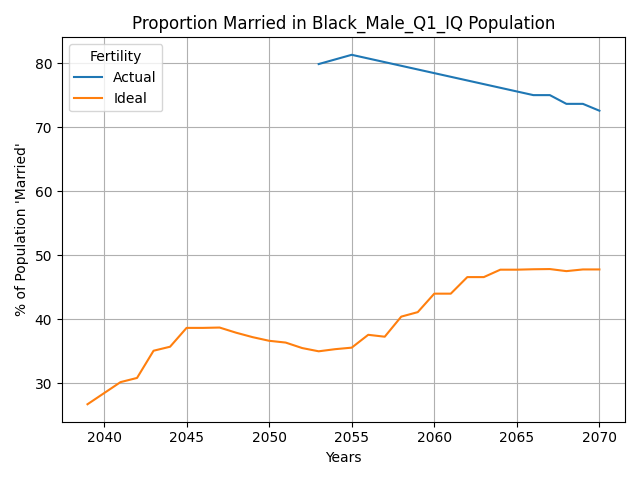 Proportion Married in Black_Male_Q1_IQ Population
Fertility
Actual
Ideal
% of Population 'Married'
80
70
60
50
40
30
2040 2045 2050 2055 2060 2065 2070
Years